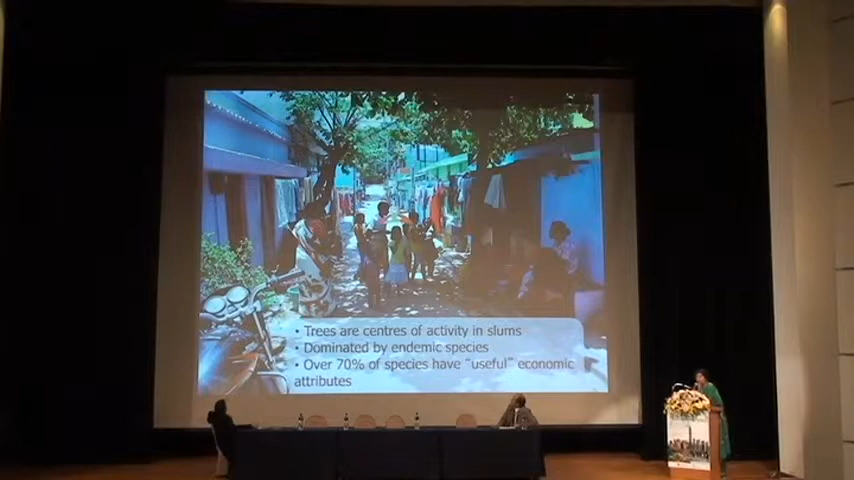 • Trees are centres of activity in slums
• Dominated by endemic species
• Over 70% of species have “useful” economic
attributes